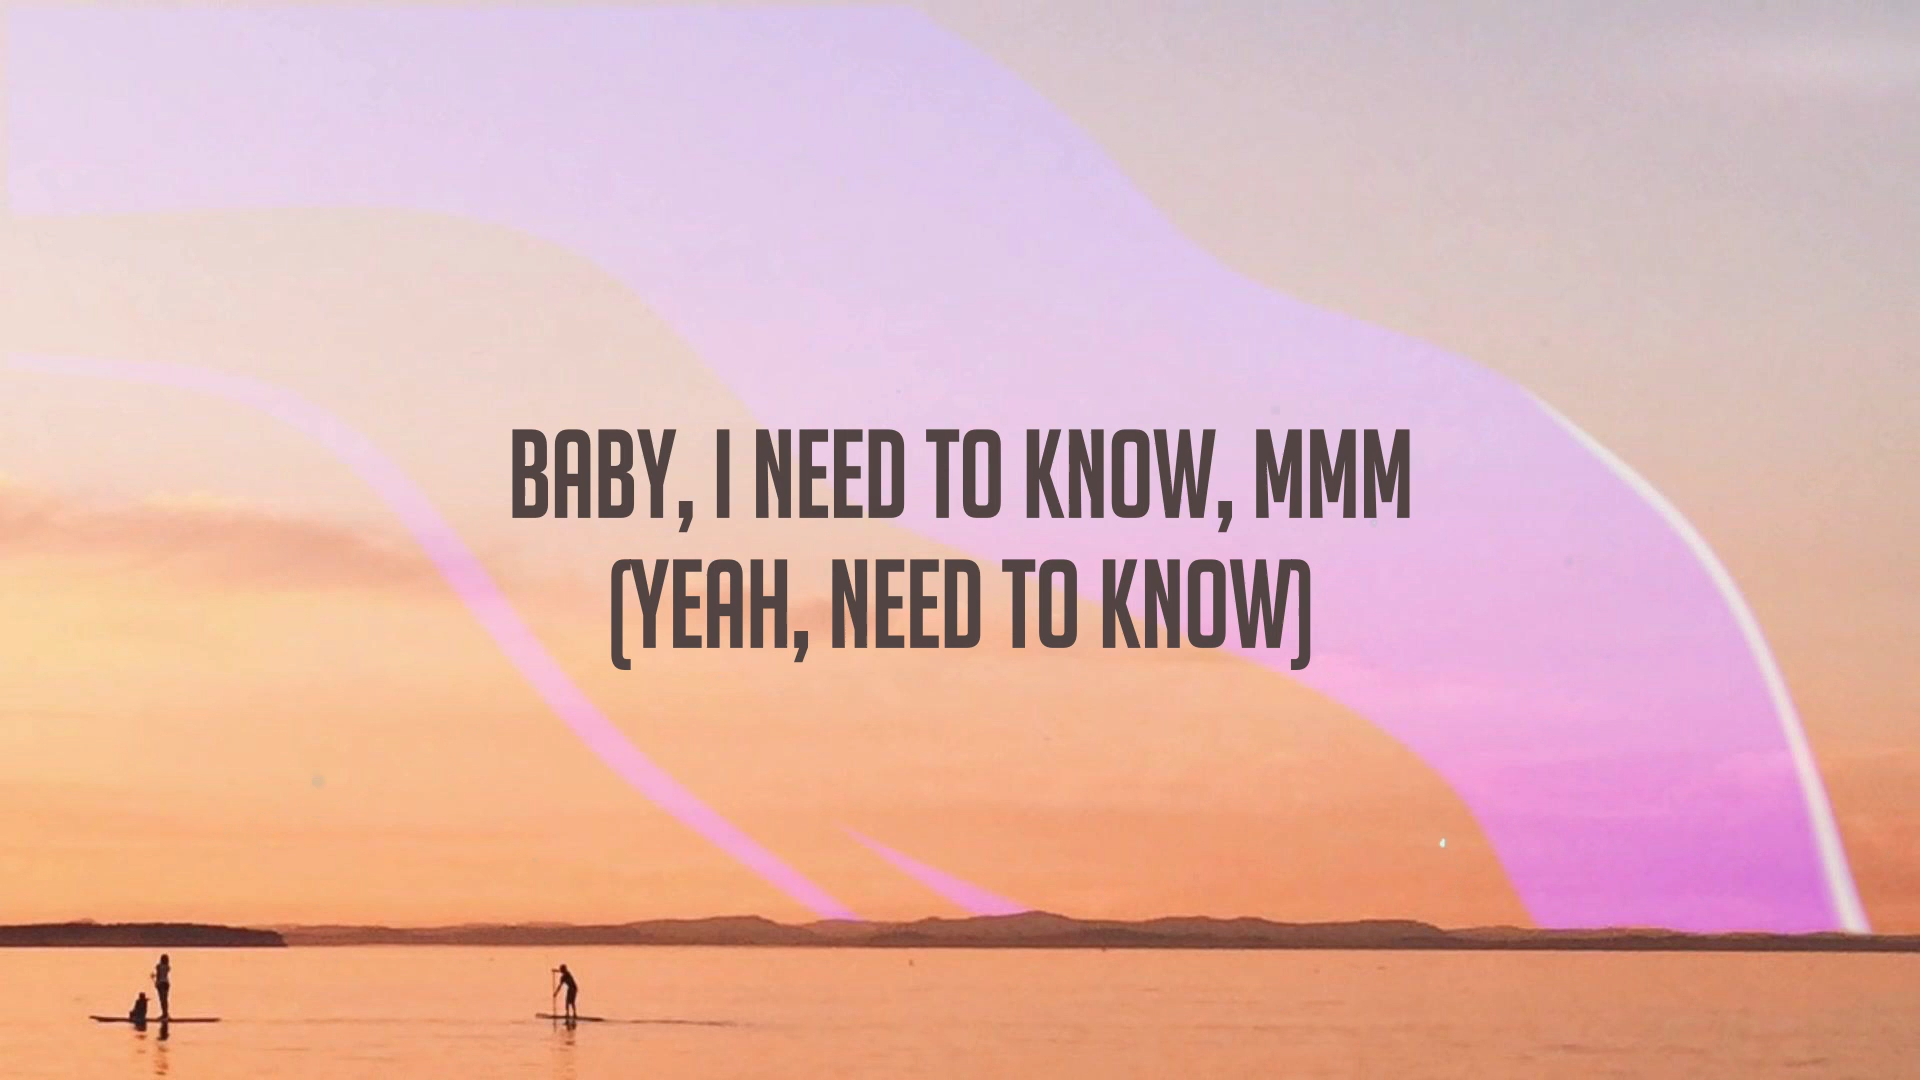 BABY, I NEED TO KNOW, MMM
(YEAH, NEED TO KNOW)